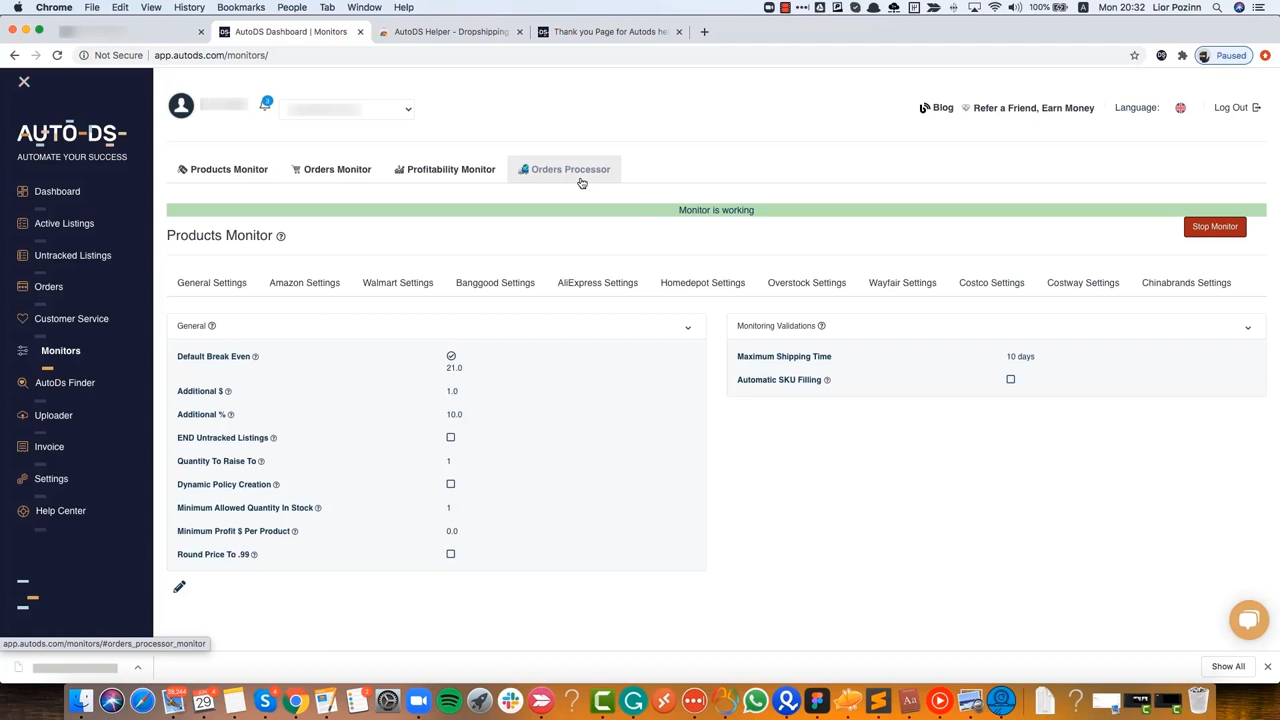 Chrome File Edit View History Bookmarks People Tab Window Help 100% A Mon 20:32 Lior Pozinn
AutoDS Dashboard | Monitors AutoDS Helper - Dropshipping Thank you Page for Autods hel
Not Secure app.autods.com/monitors/ Paused
AUTO-DS-
AUTOMATE YOUR SUCCESS
Dashboard
Active Listings
Untracked Listings
Orders
Customer Service
Monitors
AutoDs Finder
Uploader
Invoice
Settings
Help Center
3
Blog Refer a Friend, Earn Money Language: Log Out
Products Monitor Orders Monitor Profitability Monitor Orders Processor
Monitor is working
Products Monitor
Stop Monitor
General Settings Amazon Settings Walmart Settings Banggood Settings AliExpress Settings Homedepot Settings Overstock Settings Wayfair Settings Costco Settings Costway Settings Chinabrands Settings
General
Default Break Even
21.0
Additional $ 1.0
Additional % 10.0
END Untracked Listings
Quantity To Raise To 1
Dynamic Policy Creation
Minimum Allowed Quantity In Stock 1
Minimum Profit $ Per Product 0.0
Round Price To .99
Monitoring Validations
Maximum Shipping Time 10 days
Automatic SKU Filling
app.autods.com/monitors/#orders_processor_monitor
Show All